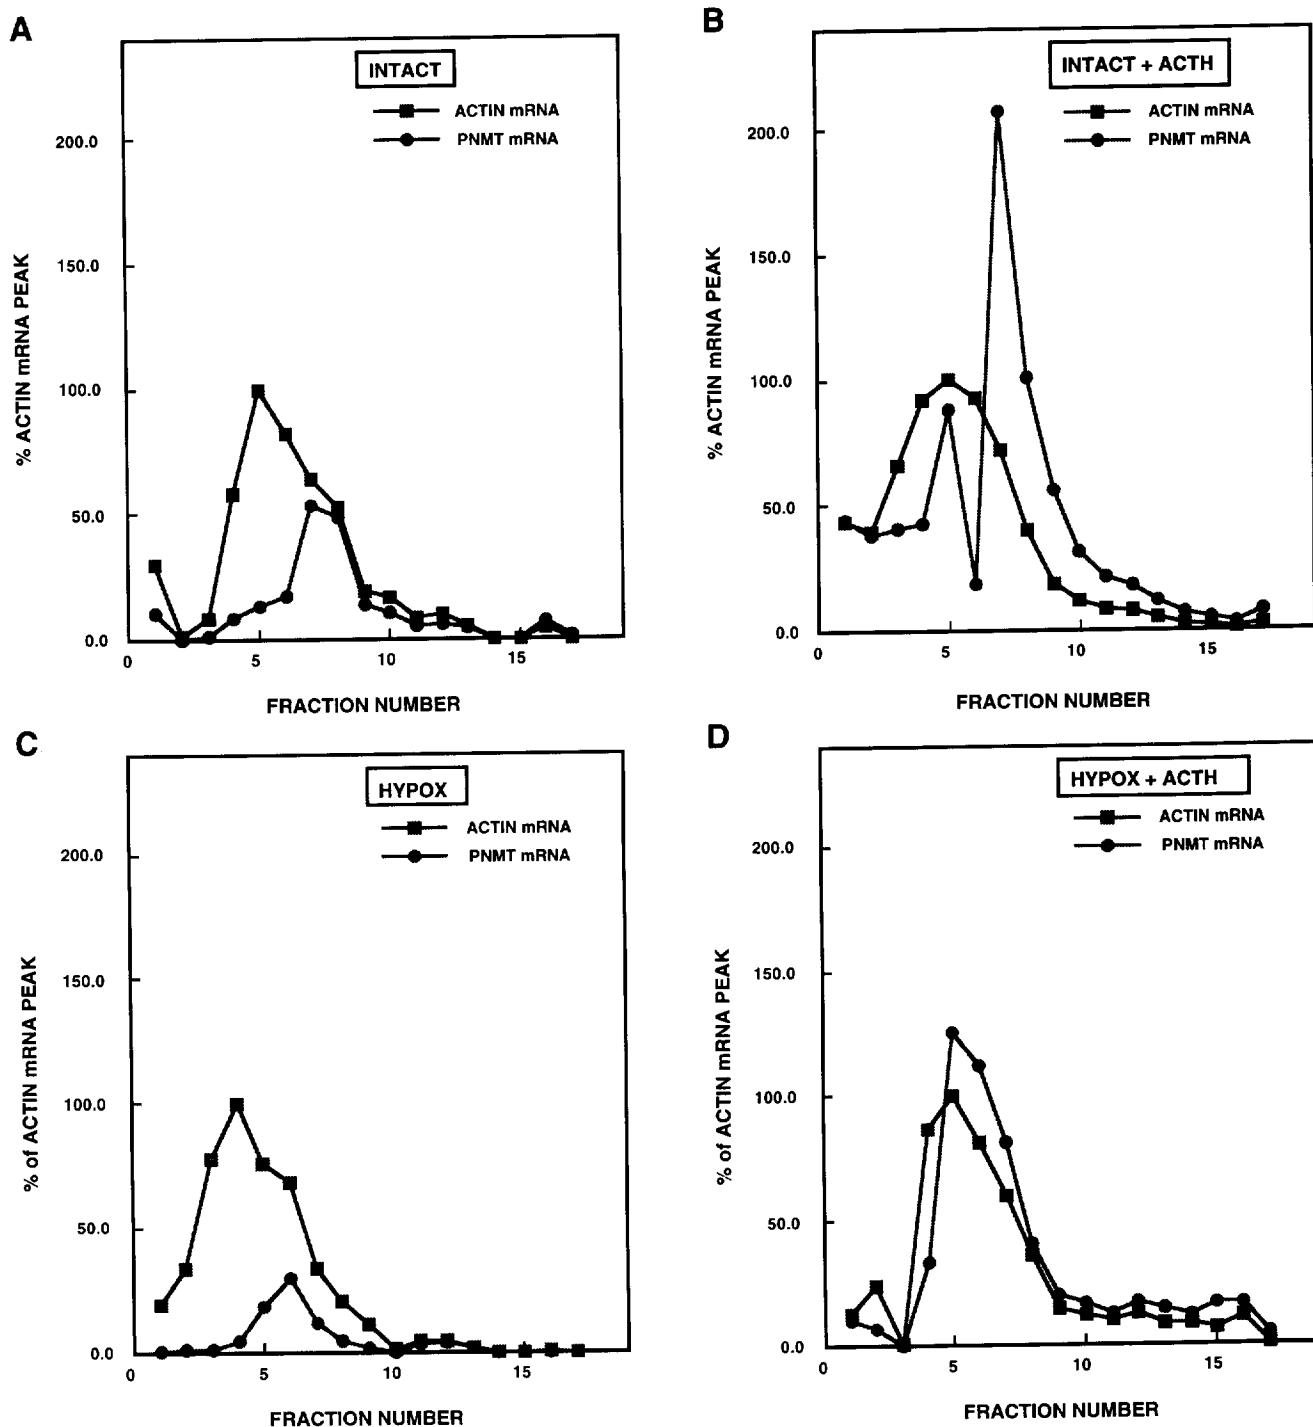 A
INTACT
ACTIN mRNA
PNMT mRNA
200.0
150.0
100.0
50.0
0.0
0
5
10
15
% ACTIN mRNA PEAK
FRACTION NUMBER
B
INTACT + ACTH
ACTIN mRNA
PNMT mRNA
200.0
150.0
100.0
50.0
0.0
0
5
10
15
% ACTIN mRNA PEAK
FRACTION NUMBER
C
HYPOX
ACTIN mRNA
PNMT mRNA
200.0
150.0
100.0
50.0
0.0
0
5
10
15
% of ACTIN mRNA PEAK
FRACTION NUMBER
D
HYPOX + ACTH
ACTIN mRNA
PNMT mRNA
200.0
150.0
100.0
50.0
0.0
0
5
10
15
% of ACTIN mRNA PEAK
FRACTION NUMBER